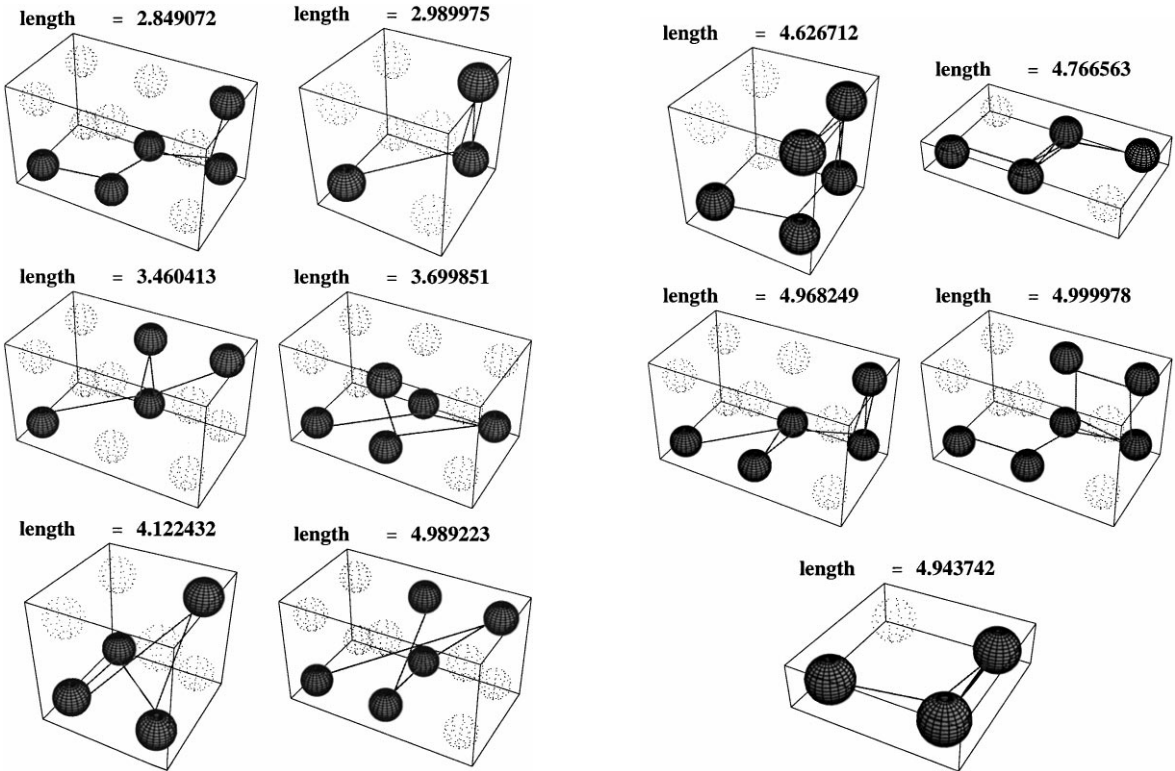 length = 2.849072
length = 2.989975
length = 3.460413
length = 3.699851
length = 4.122432
length = 4.989223
length = 4.626712
length = 4.766563
length = 4.968249
length = 4.999978
length = 4.943742